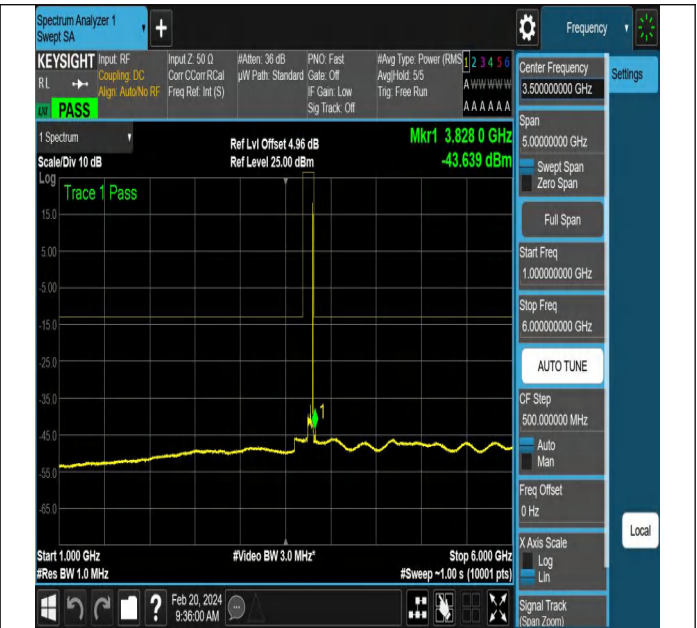 Spectrum Analyzer 1
Swept SA
+
Frequency
KEYSIGHT
Input: RF
Coupling: DC
Align: Auto/No RF
Input Z: 50 Ω
Corr CCorr RCal
Freq Ref: Int (S)
#Atten: 36 dB
µW Path: Standard
PNO: Fast
Gate: Off
IF Gain: Low
Sig Track: Off
#Avg Type: Power (RMS)
Avg|Hold: 5/5
Trig: Free Run
1 2 3 4 5 6
A W W W W W
A A A A A A
R L
PASS
1 Spectrum
Scale/Div 10 dB
Ref Lvl Offset 4.96 dB
Ref Level 25.00 dBm
Mkr1 3.828 0 GHz
-43.639 dBm
Log
Trace 1 Pass
15.0
5.00
-5.00
-15.0
-25.0
-35.0
-45.0
-55.0
-65.0
1
Start 1.000 GHz
#Res BW 1.0 MHz
#Video BW 3.0 MHz*
Stop 6.000 GHz
#Sweep ~1.00 s (10001 pts)
Center Frequency
3.500000000 GHz
Settings
Span
5.00000000 GHz
Swept Span
Zero Span
Full Span
Start Freq
1.000000000 GHz
Stop Freq
6.000000000 GHz
AUTO TUNE
CF Step
500.000000 MHz
Auto
Man
Freq Offset
0 Hz
X Axis Scale
Log
Lin
Signal Track
(Span Zoom)
Local
?
Feb 20, 2024
9:36:00 AM